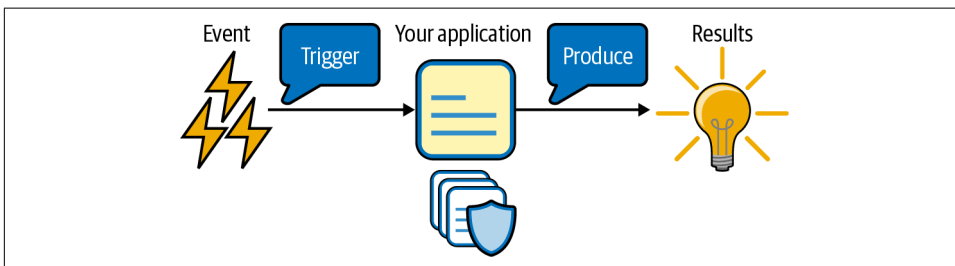 Event
Trigger
Your application
Produce
Results